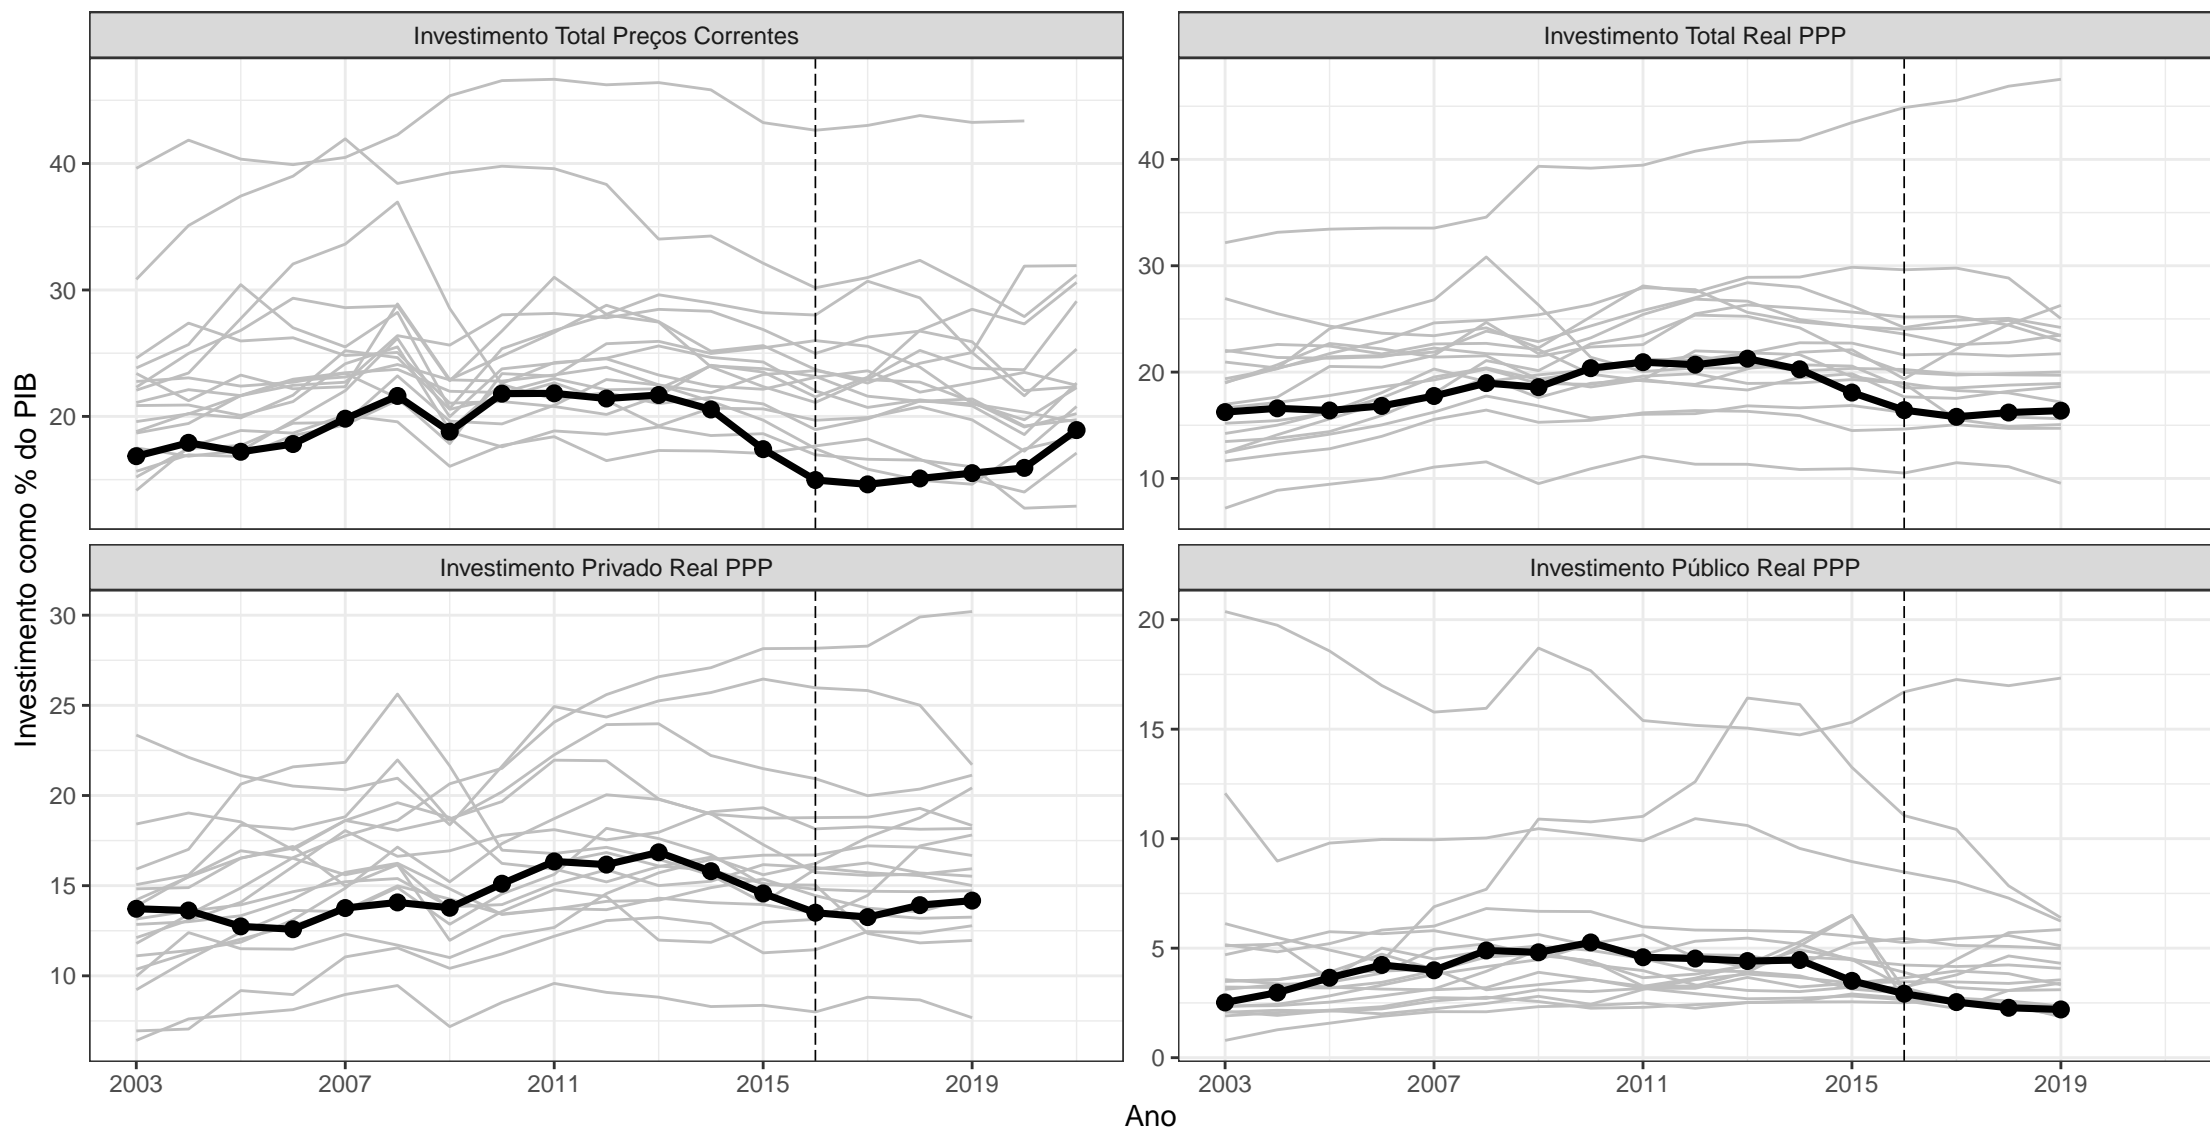 Investimento Total Preços Correntes
Investimento Total Real PPP
40
30
20
40
30
20
10
Investimento como % do PIB
Investimento Privado Real PPP
Investimento Público Real PPP
30
25
20
15
10
20
15
10
5
0
2003 2007 2011 2015 2019
2003 2007 2011 2015 2019
Ano